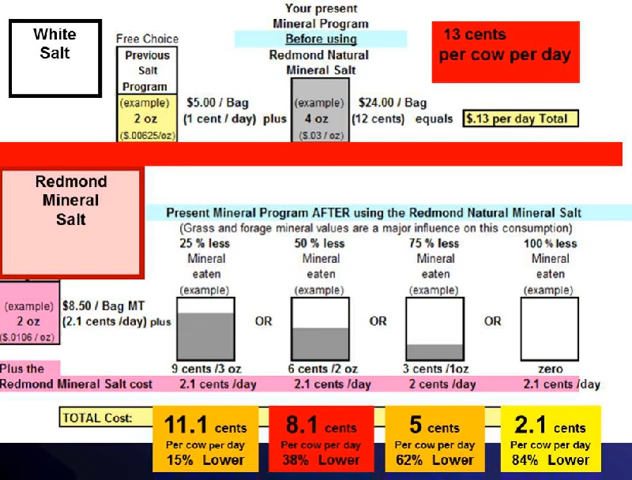 White
Salt
Free Choice
Previous
Salt
Program
(example)
2 oz
($.00625/oz)
$5.00 / Bag
(1 cent / day) plus
Your present
Mineral Program
Before using
Redmond Natural
Mineral Salt
(example)
4 oz
($.03 / oz)
$24.00 / Bag
(12 cents) equals
$.13 per day Total
13 cents
per cow per day
Redmond
Mineral
Salt
Present Mineral Program AFTER using the Redmond Natural Mineral Salt
(Grass and forage mineral values are a major influence on this consumption)
25 % less
Mineral
eaten
(example)
50 % less
Mineral
eaten
(example)
75 % less
Mineral
eaten
(example)
100 % less
Mineral
eaten
(example)
(example)
2 oz
($.0106 / oz)
$8.50 / Bag MT
(2.1 cents /day) plus
OR
OR
OR
Plus the
9 cents /3 oz
6 cents /2 oz
3 cents /1oz
zero
Redmond Mineral Salt cost
2.1 cents /day
2.1 cents /day
2 cents /day
2.1 cents /day
TOTAL Cost:
11.1 cents
Per cow per day
15% Lower
8.1 cents
Per cow per day
38% Lower
5 cents
Per cow per day
62% Lower
2.1 cents
Per cow per day
84% Lower